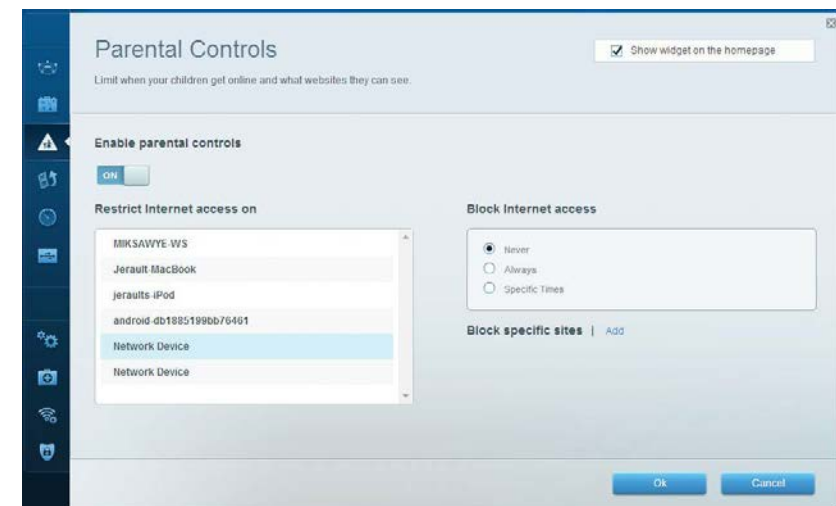 Parental Controls
Show widget on the homepage
Limit when your children get online and what websites they can see.
Enable parental controls
ON
Restrict Internet access on
Block Internet access
MIKSAWYE-WS
Jerault-MacBook
jeraults-iPod
android-db1885199bb76461
Network Device
Network Device
Never
Always
Specific Times
Block specific sites | Add
Ok
Cancel